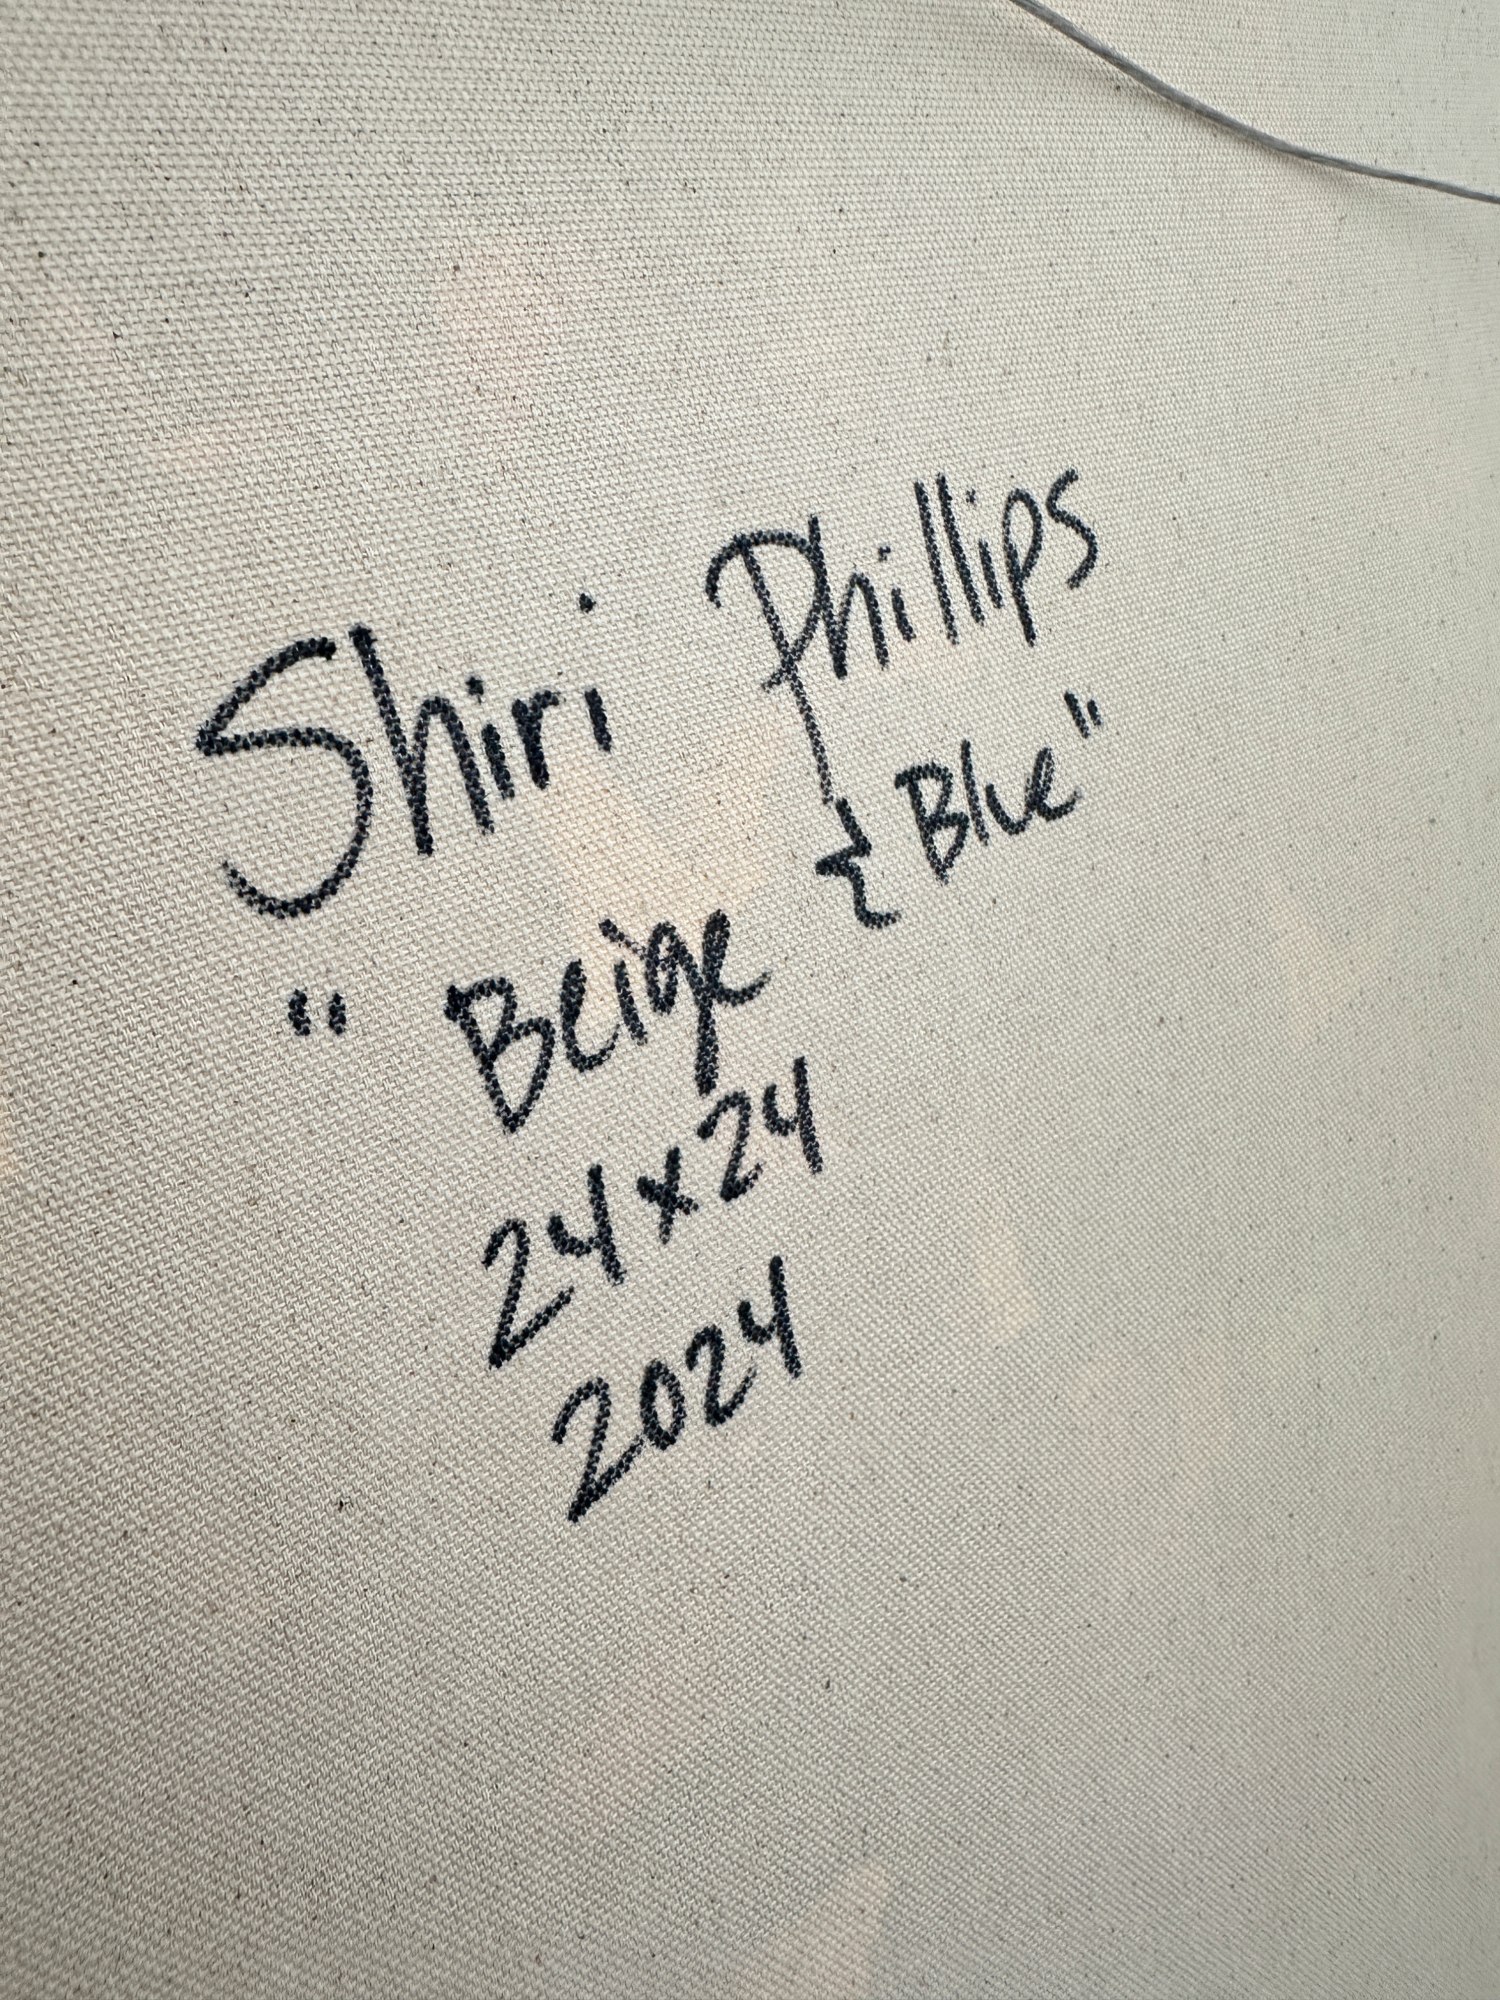 Shiri Phillips
"Beige & Blue"
24x24
2024